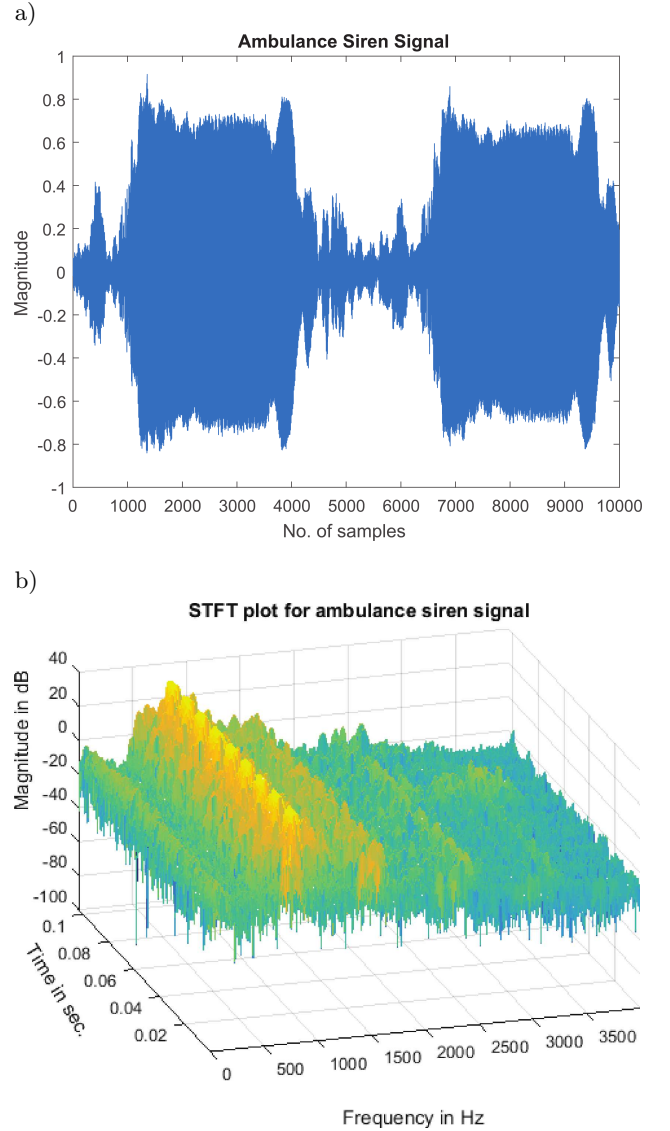 a)
Ambulance Siren Signal
1
0.8
0.6
0.4
0.2
0
-0.2
-0.4
-0.6
-0.8
-1
Magnitude
0 1000 2000 3000 4000 5000 6000 7000 8000 9000 10000
No. of samples
b)
STFT plot for ambulance siren signal
40
20
0
-20
-40
-60
-80
-100
Magnitude in dB
0.1
0.08
0.06
0.04
0.02
Time in sec.
0 500 1000 1500 2000 2500 3000 3500
Frequency in Hz